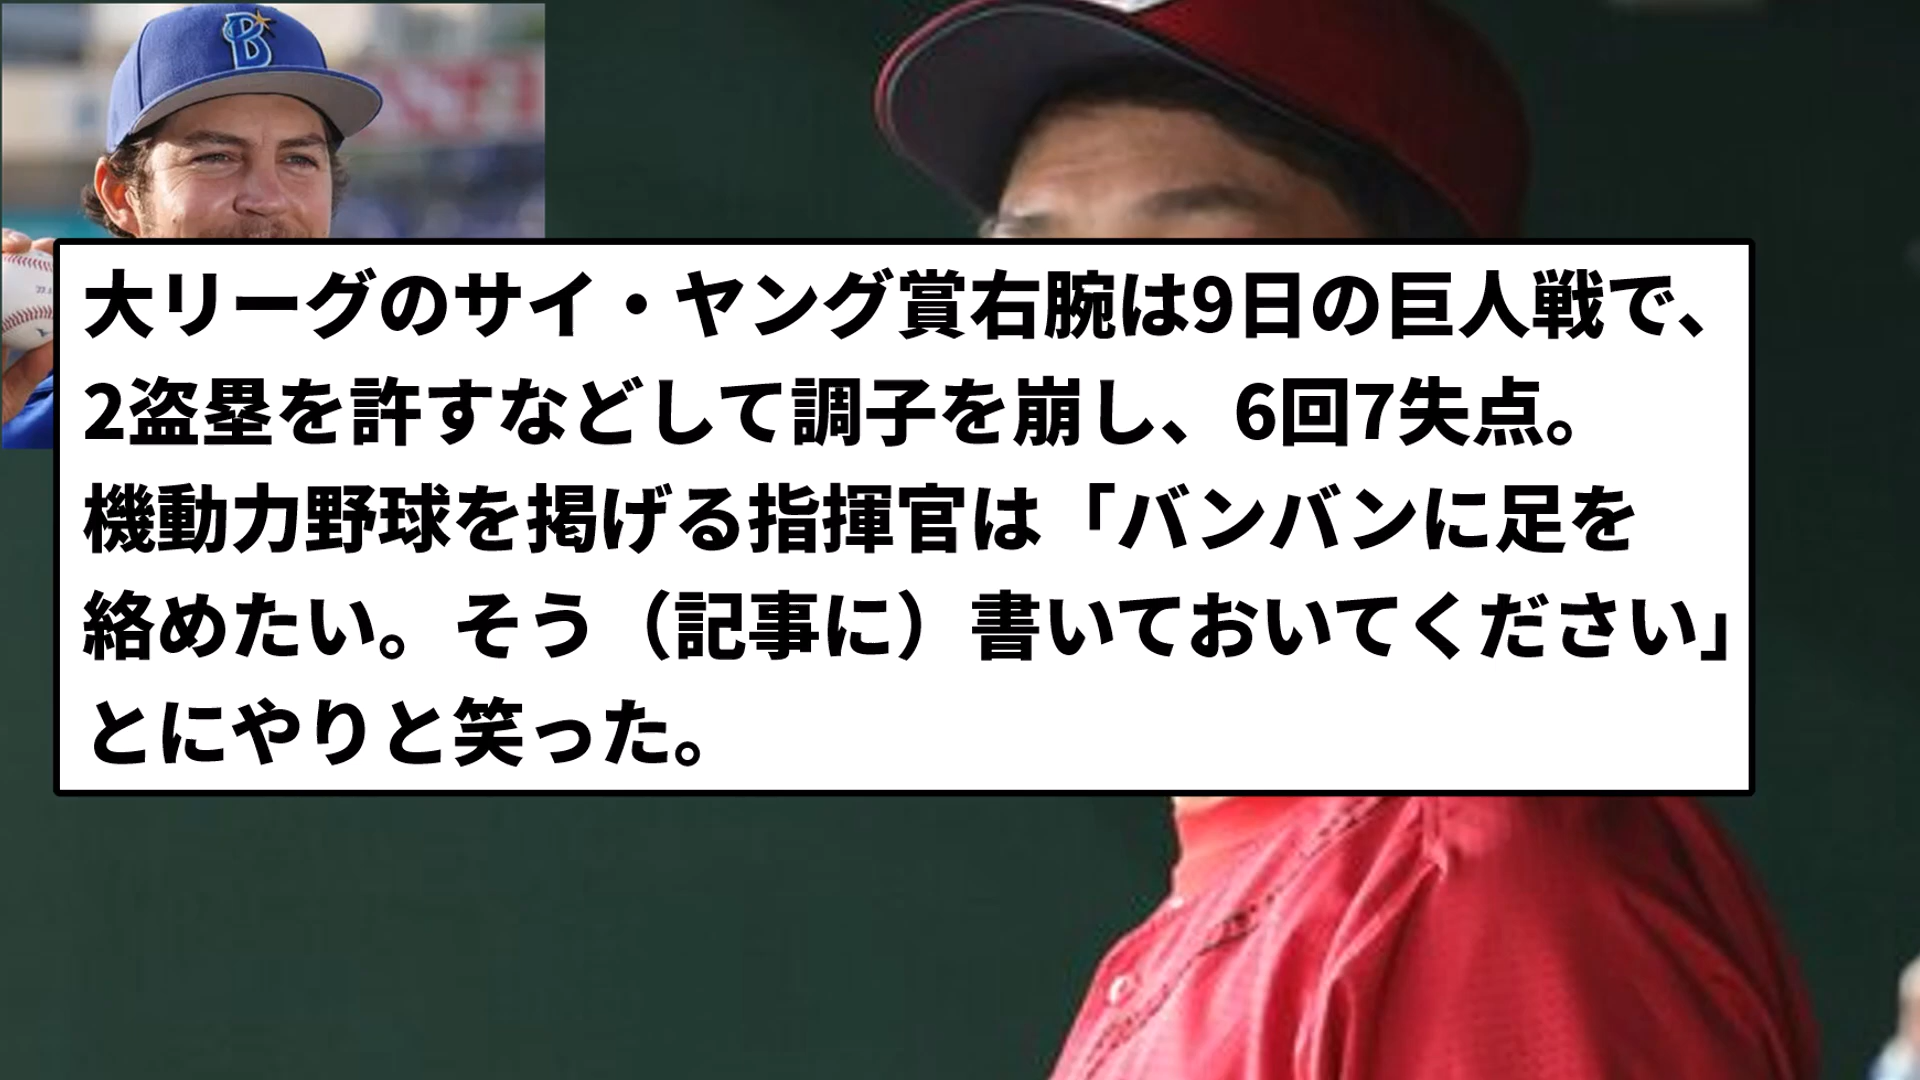 大リーグのサイ・ヤング賞右腕は9日の巨人戦で、
2盗塁を許すなどして調子を崩し、6回7失点。
機動力野球を掲げる指揮官は「バンバンに足を
絡めたい。そう（記事に）書いておいてください」
とにやりと笑った。
B